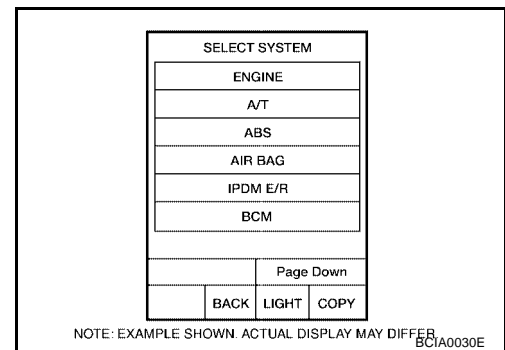 SELECT SYSTEM
ENGINE
A/T
ABS
AIR BAG
IPDM E/R
BCM
Page Down
BACK LIGHT COPY
NOTE: EXAMPLE SHOWN. ACTUAL DISPLAY MAY DIFFER.
BCIA0030E